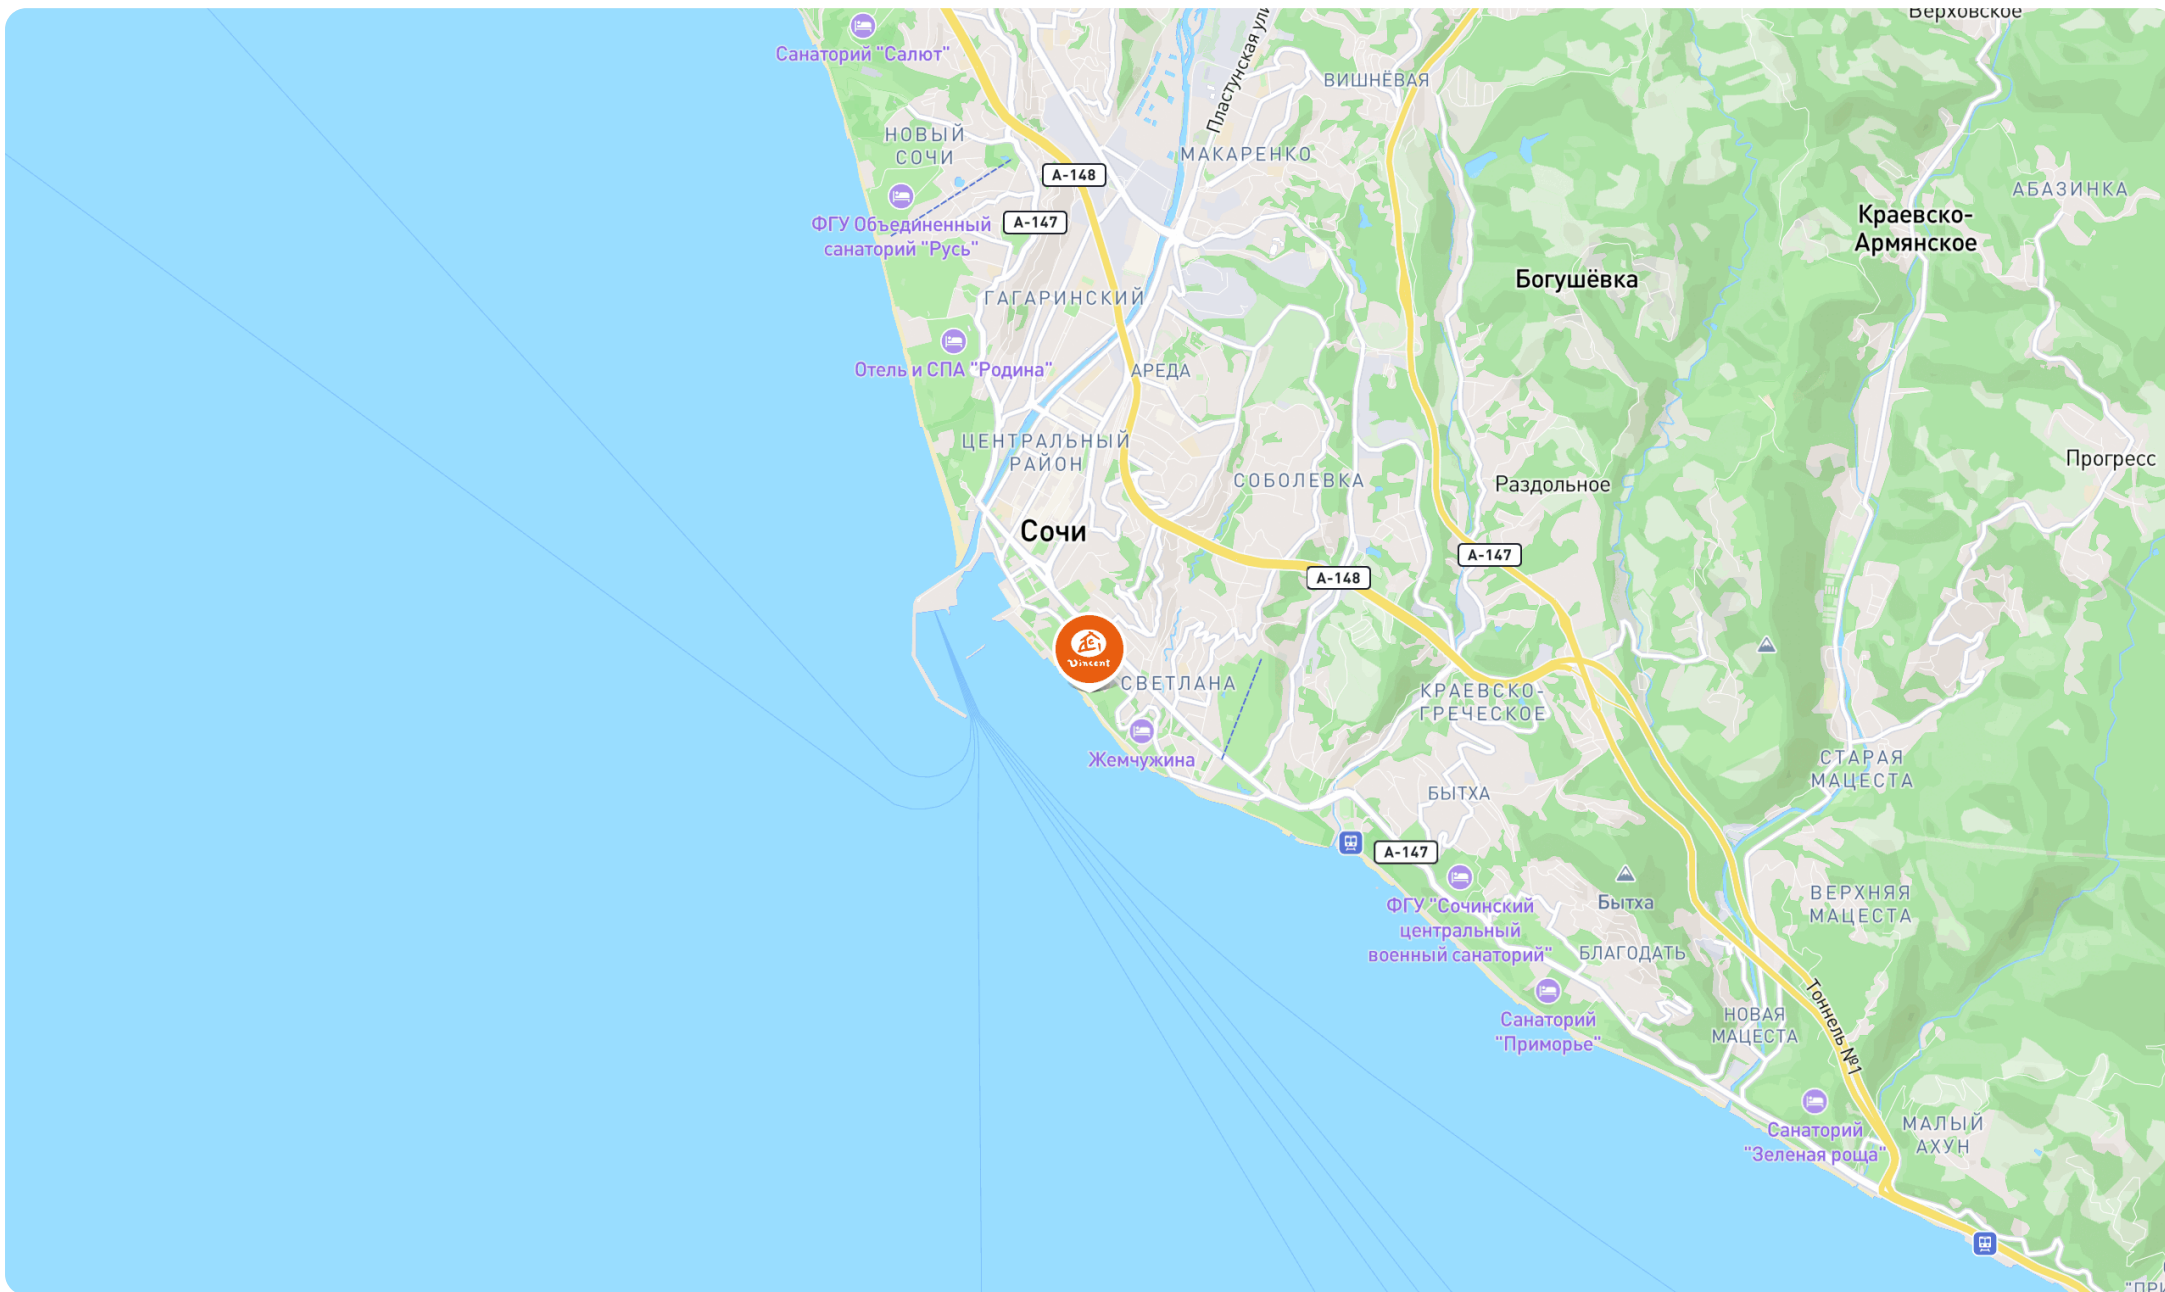 Верховское
Санаторий "Салют"
Пластунская ули
ВИШНЁВАЯ
НОВЫЙ
СОЧИ
МАКАРЕНКО
А-148
АБАЗИНКА
ФГУ Объединенный
санаторий "Русь"
А-147
Краевско-
Армянское
Богушёвка
ГАГАРИНСКИЙ
Отель и СПА "Родина"
АРЕДА
ЦЕНТРАЛЬНЫЙ
РАЙОН
Прогресс
СОБОЛЕВКА
Раздольное
Сочи
А-147
А-148
Vincent
СВЕТЛАНА
КРАЕВСКО-
ГРЕЧЕСКОЕ
Жемчужина
СТАРАЯ
МАЦЕСТА
БЫТХА
А-147
ФГУ "Сочинский
центральный
военный санаторий"
Бытха
ВЕРХНЯЯ
МАЦЕСТА
БЛАГОДАТЬ
Санаторий
"Приморье"
НОВАЯ
МАЦЕСТА
Тоннель №1
Санаторий
"Зеленая роща"
МАЛЫЙ
АХУН
"ПРИ